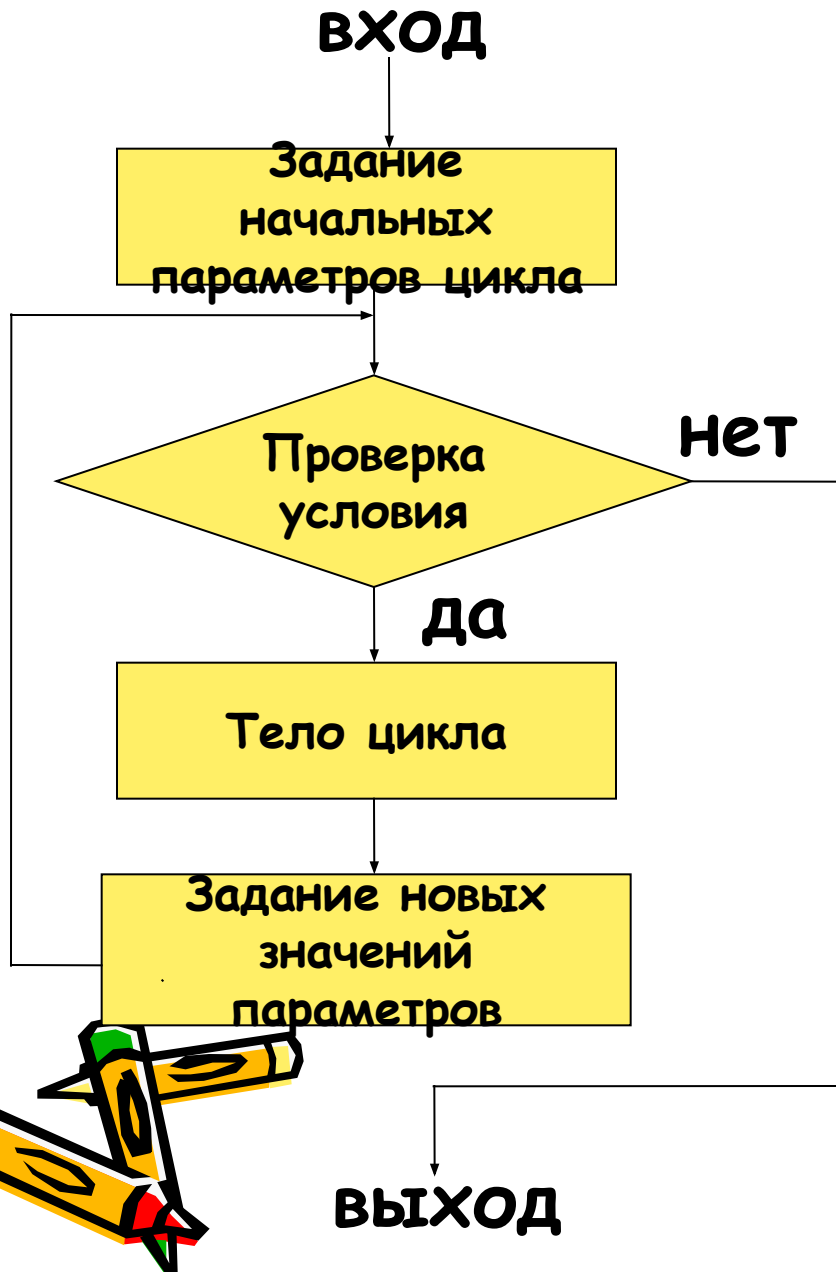 вход
Задание
начальных
параметров цикла
нет
Проверка
условия
да
Тело цикла
Задание новых
значений
параметров
выход